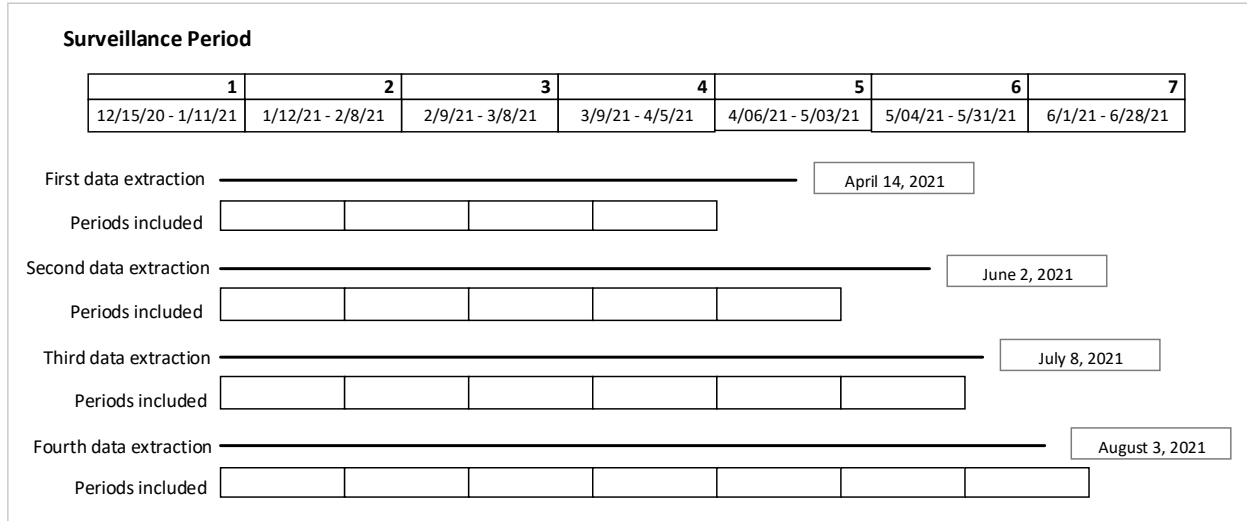 Surveillance Period
1 2 3 4 5 6 7
12/15/20 - 1/11/21 1/12/21 - 2/8/21 2/9/21 - 3/8/21 3/9/21 - 4/5/21 4/06/21 - 5/03/21 5/04/21 - 5/31/21 6/1/21 - 6/28/21
First data extraction April 14, 2021
Periods included
Second data extraction June 2, 2021
Periods included
Third data extraction July 8, 2021
Periods included
Fourth data extraction August 3, 2021
Periods included